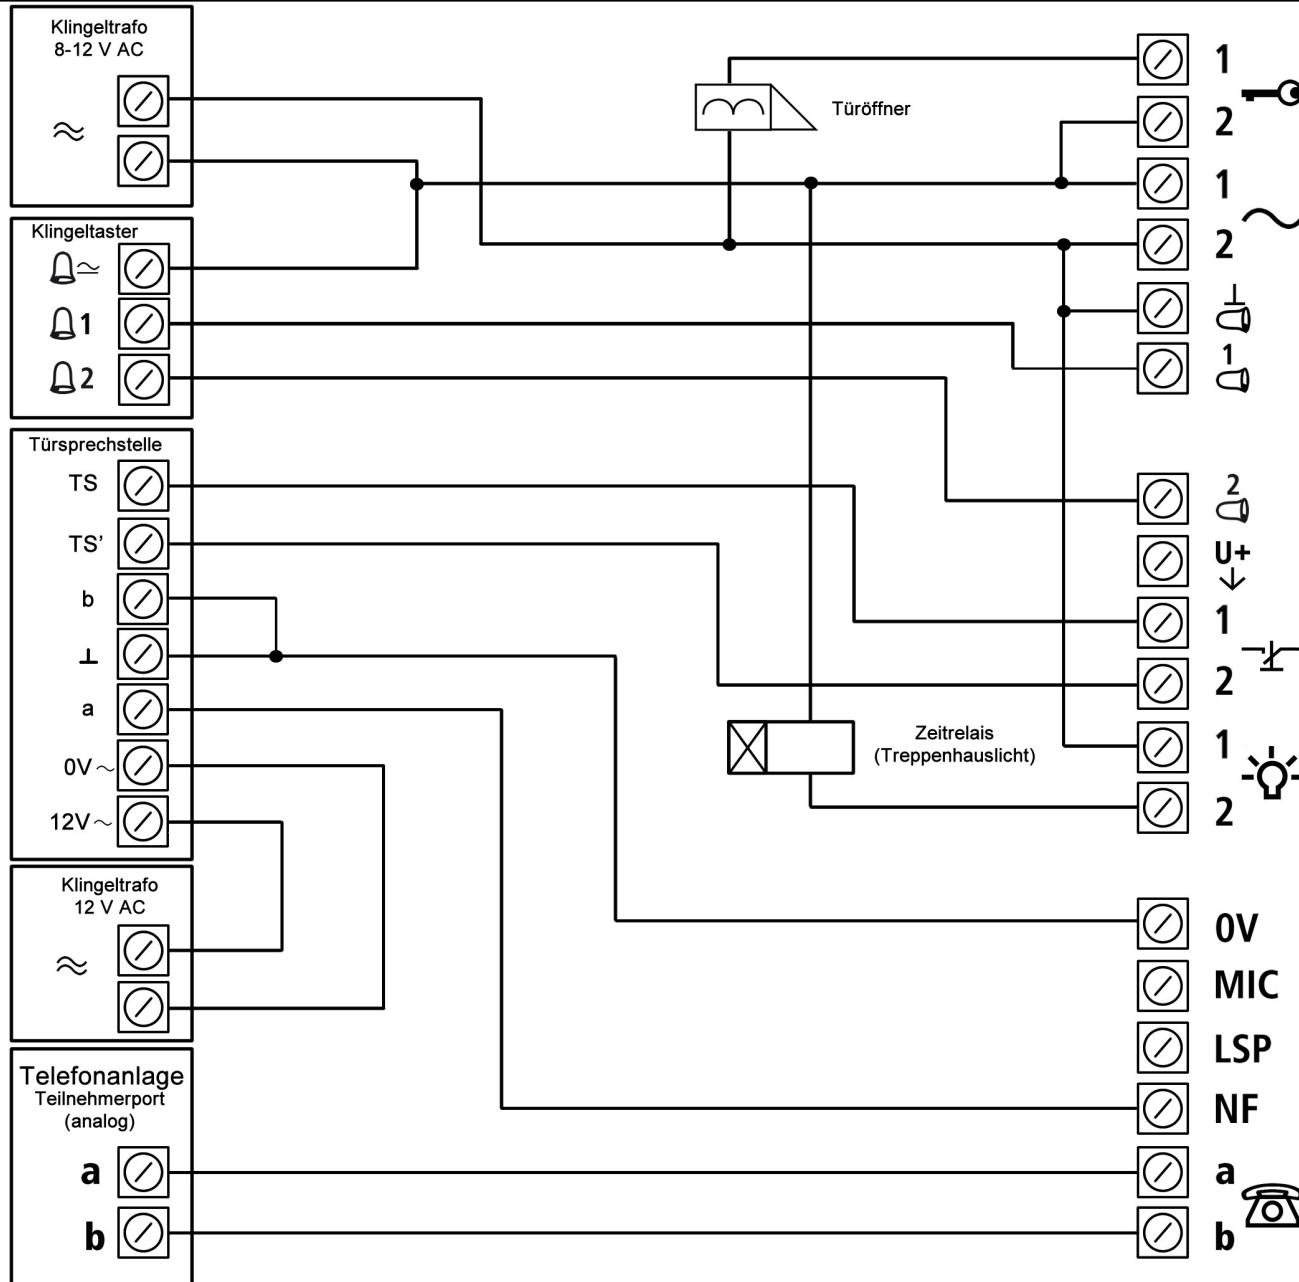 Klingeltrafo
8-12 V AC
Klingeltaster
1
2
Türsprechstelle
TS
TS’
b
⊥
a
0V~
12V~
Klingeltrafo
12 V AC
Telefonanlage
Teilnehmerport
(analog)
a
b
Türöffner
Zeitrelais
(Treppenhauslicht)
1
2
1
2
1
2
U+
1
2
1
2
0V
MIC
LSP
NF
a
b